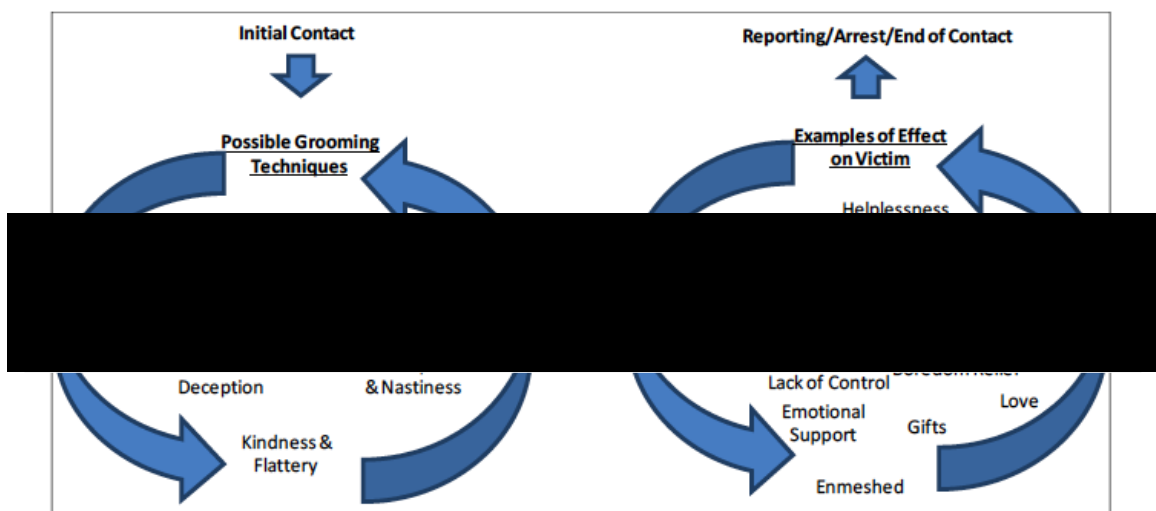 Initial Contact
Possible Grooming
Techniques
Deception
& Nastiness
Kindness &
Flattery
Reporting/Arrest/End of Contact
Examples of Effect
on Victim
Helplessness
Lack of Control
Love
Emotional
Support
Gifts
Enmeshed